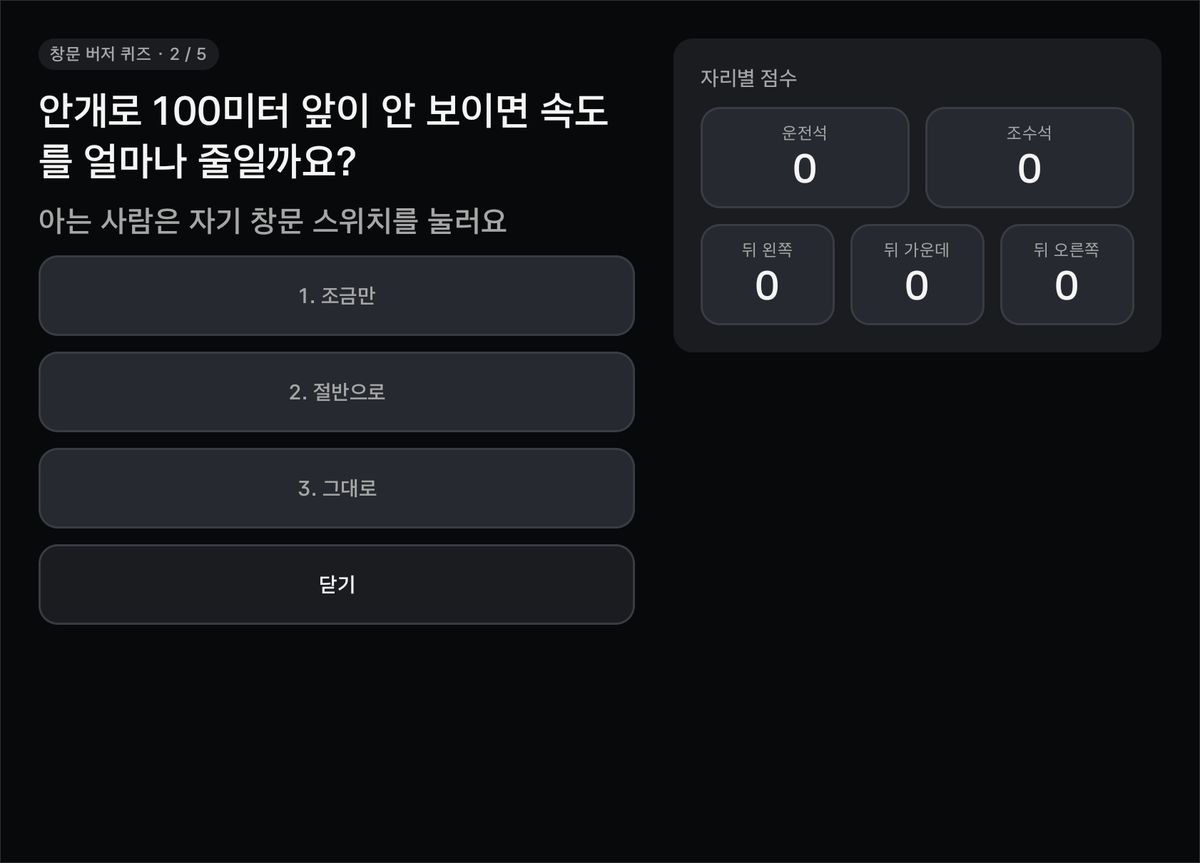 창문 버저 퀴즈 · 2 / 5
안개로 100미터 앞이 안 보이면 속도
를 얼마나 줄일까요?
아는 사람은 자기 창문 스위치를 눌러요
1. 조금만
2. 절반으로
3. 그대로
닫기
자리별 점수
운전석
0
조수석
0
뒤 왼쪽
0
뒤 가운데
0
뒤 오른쪽
0